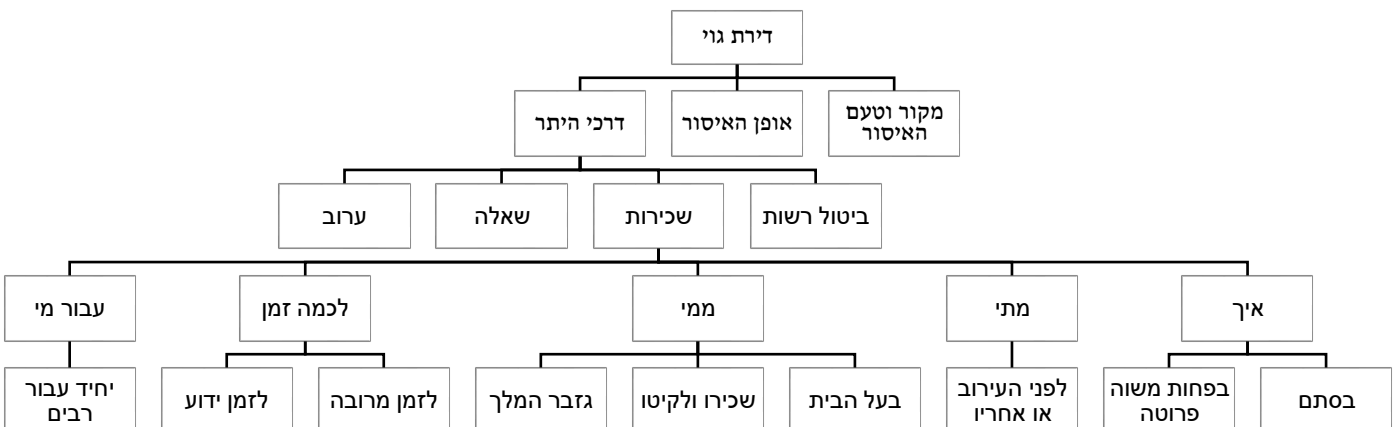 דירת גוי
מקור וטעם
האיסור
אופן האיסור
דרכי היתר
ביטול רשות
שכירות
שאלה
ערוב
איך
מתי
ממי
לכמה זמן
עבור מי
בסתם
בפחות משוה
פרוטה
לפני העירוב
או אחריו
בעל הבית
שכירו ולקיטו
גזבר המלך
לזמן מרובה
לזמן ידוע
יחיד עבור
רבים